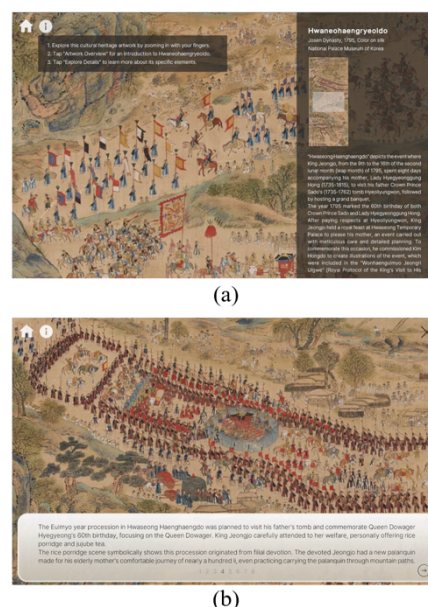 1. Explore this cultural heritage artwork by zooming in with your fingers.
2. Tap "Artwork Overview" for an introduction to Hwaneohaengryeoldo.
3. Tap "Explore Details" to learn more about its specific elements.
Hwaneohaengryeoldo
Joseon Dynasty, 1795, Color on silk
National Palace Museum of Korea
"HwaseongHaenghaengdo" depicts the event where
King Jeongjo, from the 9th to the 16th of the second
lunar month (leap month) of 1795, spent eight days
accompanying his mother, Lady Hyegyeonggung
Hong (1735-1815), to visit his father Crown Prince
Sado's (1735-1762) tomb Hyeolryungwon, followed
by hosting a grand banquet.
The year 1795 marked the 60th birthday of both
Crown Prince Sado and Lady Hyegyeonggung Hong.
After paying respects at Hyeolryungwon, King
Jeongjo held a royal feast at Hwaseong Temporary
Palace to please his mother, an event carried out
with meticulous care and detailed planning. To
commemorate this occasion, he commissioned Kim
Hongdo to create illustrations of the event, which
were included in the "Wonhaengeulmyo Jeongri
Uigwe" (Royal Protocol of the King's Visit to His
(a)
The Eulmyo year procession in Hwaseong Haenghaengdo was planned to visit his father's tomb and commemorate Queen Dowager
Hyegyeong's 60th birthday, focusing on the Queen Dowager. King Jeongjo carefully attended to her welfare, personally offering rice
porridge and jujube tea.
The rice porridge scene symbolically shows this procession originated from filial devotion. The devoted Jeongjo had a new palanquin
made for his elderly mother's comfortable journey of nearly a hundred li, even practicing carrying the palanquin through mountain paths.
1 2 3 4 5 6 7 8
(b)